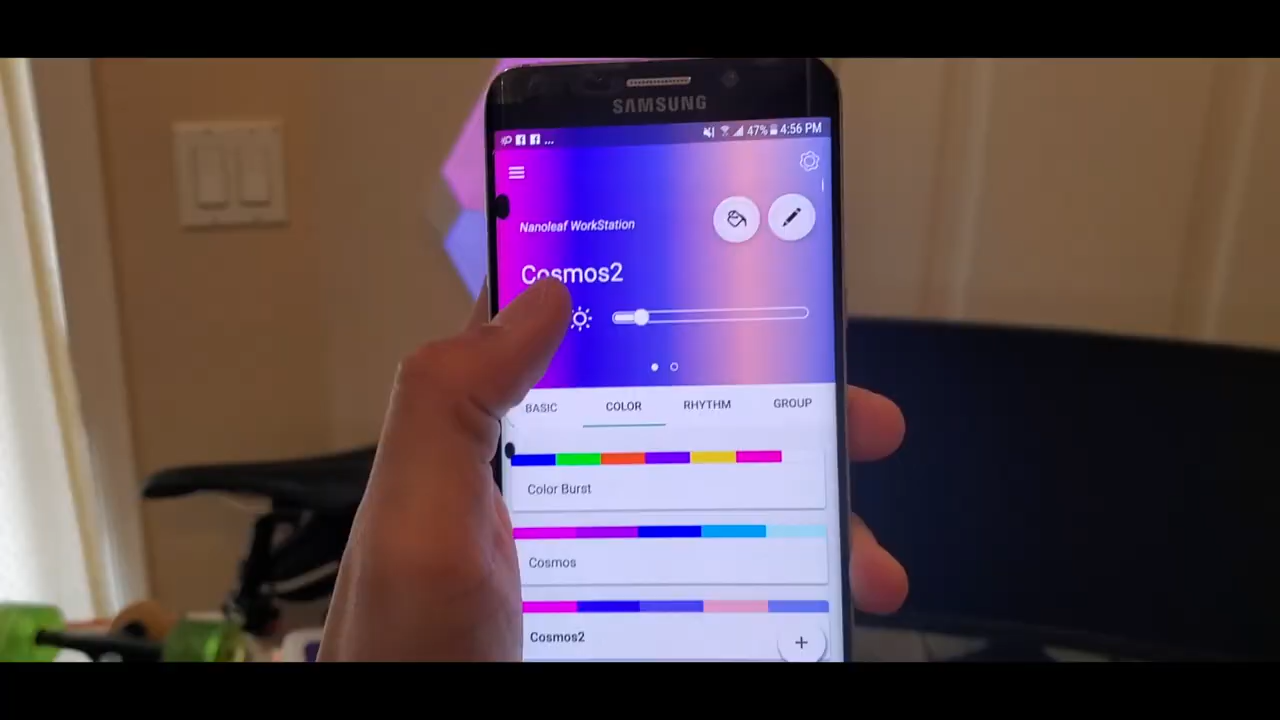 SAMSUNG
... 47% 4:56 PM
Nanoleaf WorkStation
Cosmos2
BASIC COLOR RHYTHM GROUP
Color Burst
Cosmos
Cosmos2
+